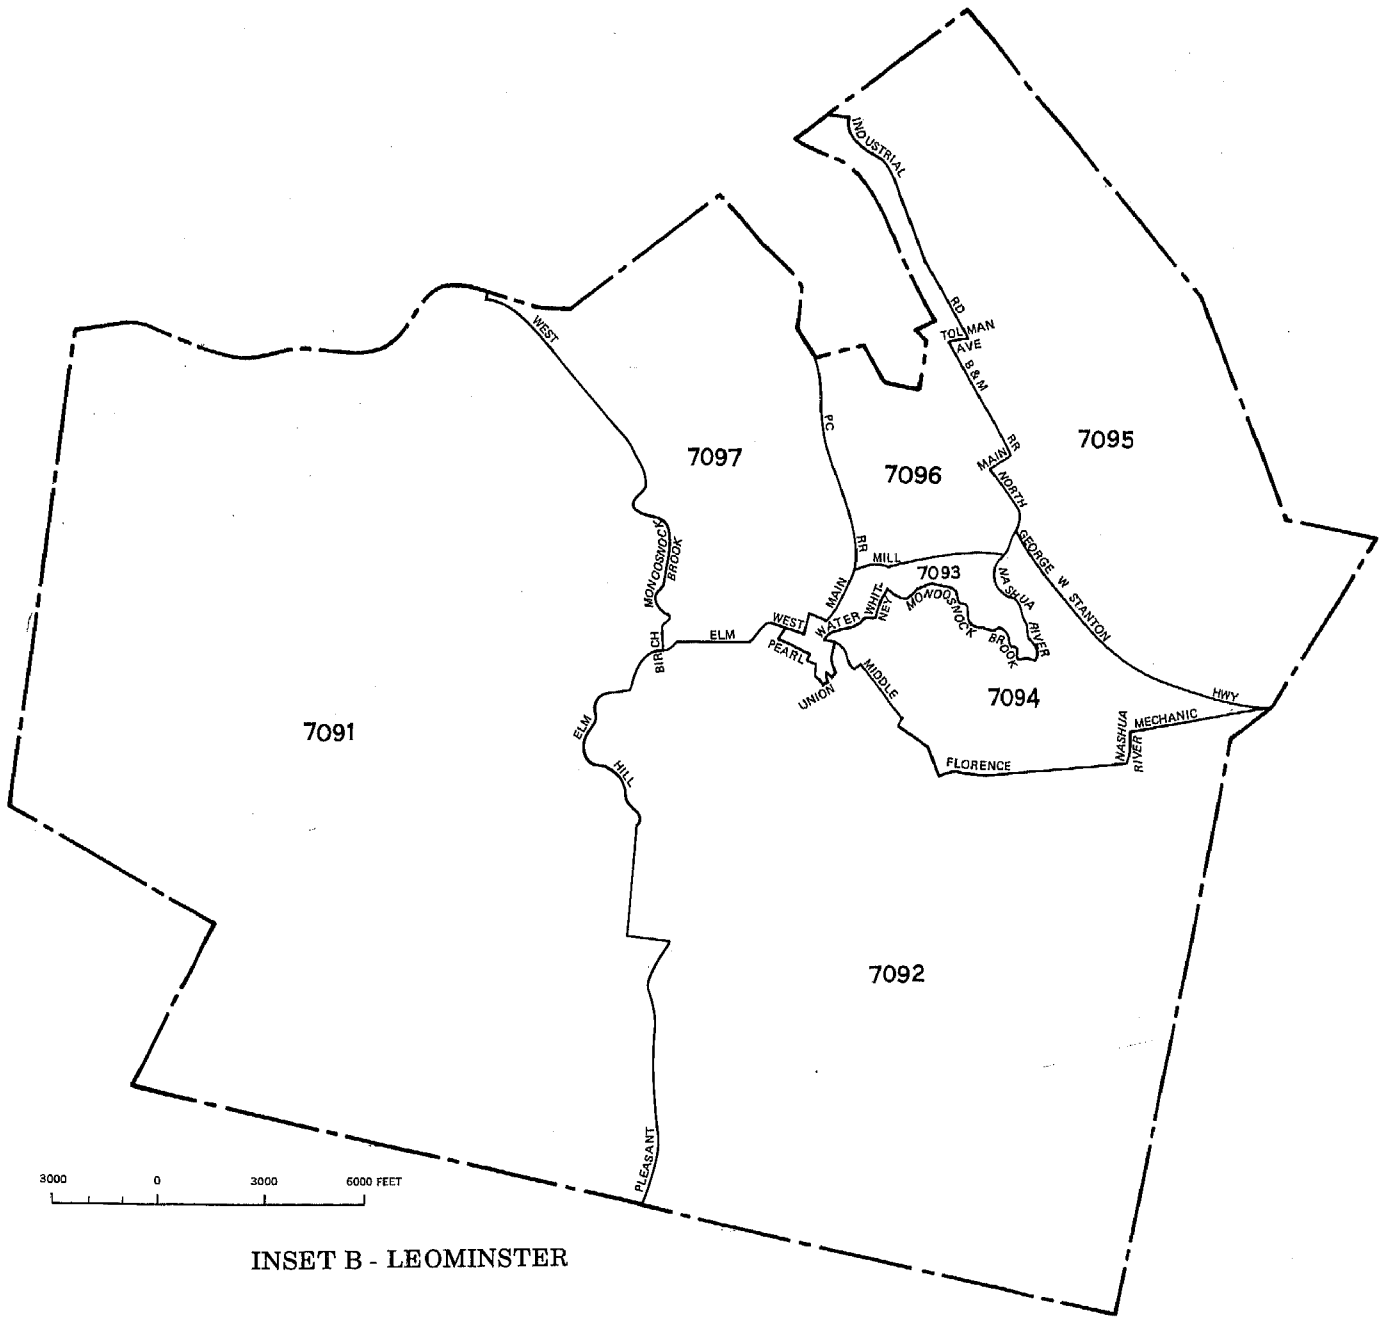 INDUSTRIAL
RD
TOLMAN
AVE
WEST
B & M
RR
PC
7095
7097
7096
MAIN
NORTH
MONOOSNOCK
BROOK
RR
MILL
GEORGE W STANTON
HWY
7093
NASHUA
RIVER
MAIN
WHIT-
NEY
MONOOSNOCK
BROOK
WEST
WATER
ELM
BIRCH
PEARL
MIDDLE
UNION
7094
7091
ELM
HILL
NASHUA
RIVER
MECHANIC
FLORENCE
7092
PLEASANT
3000 0 3000 6000 FEET
INSET B - LEOMINSTER